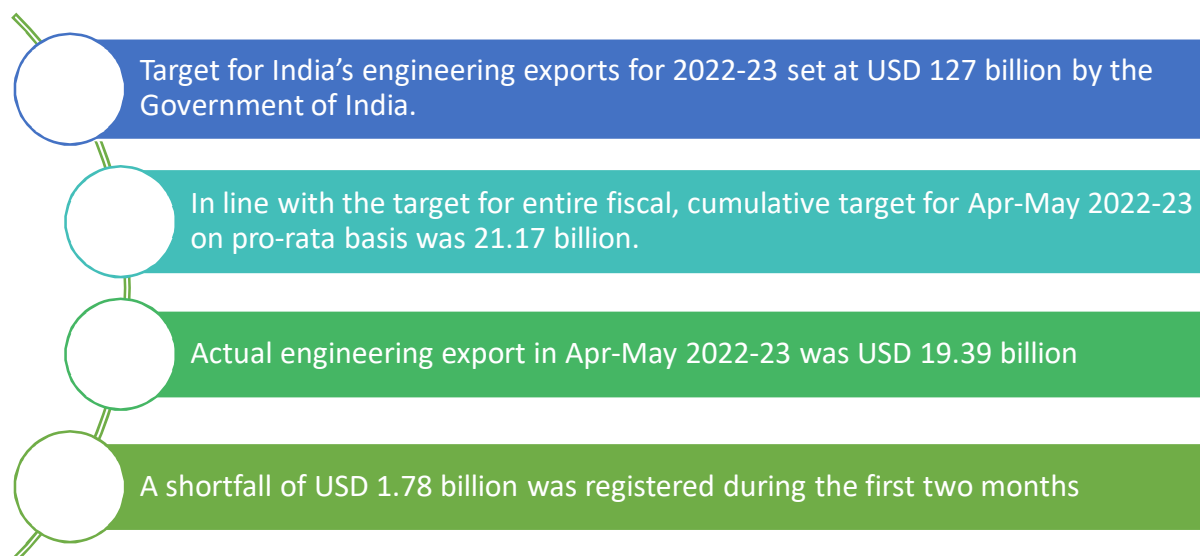 Target for India’s engineering exports for 2022-23 set at USD 127 billion by the
Government of India.
In line with the target for entire fiscal, cumulative target for Apr-May 2022-23
on pro-rata basis was 21.17 billion.
Actual engineering export in Apr-May 2022-23 was USD 19.39 billion
A shortfall of USD 1.78 billion was registered during the first two months